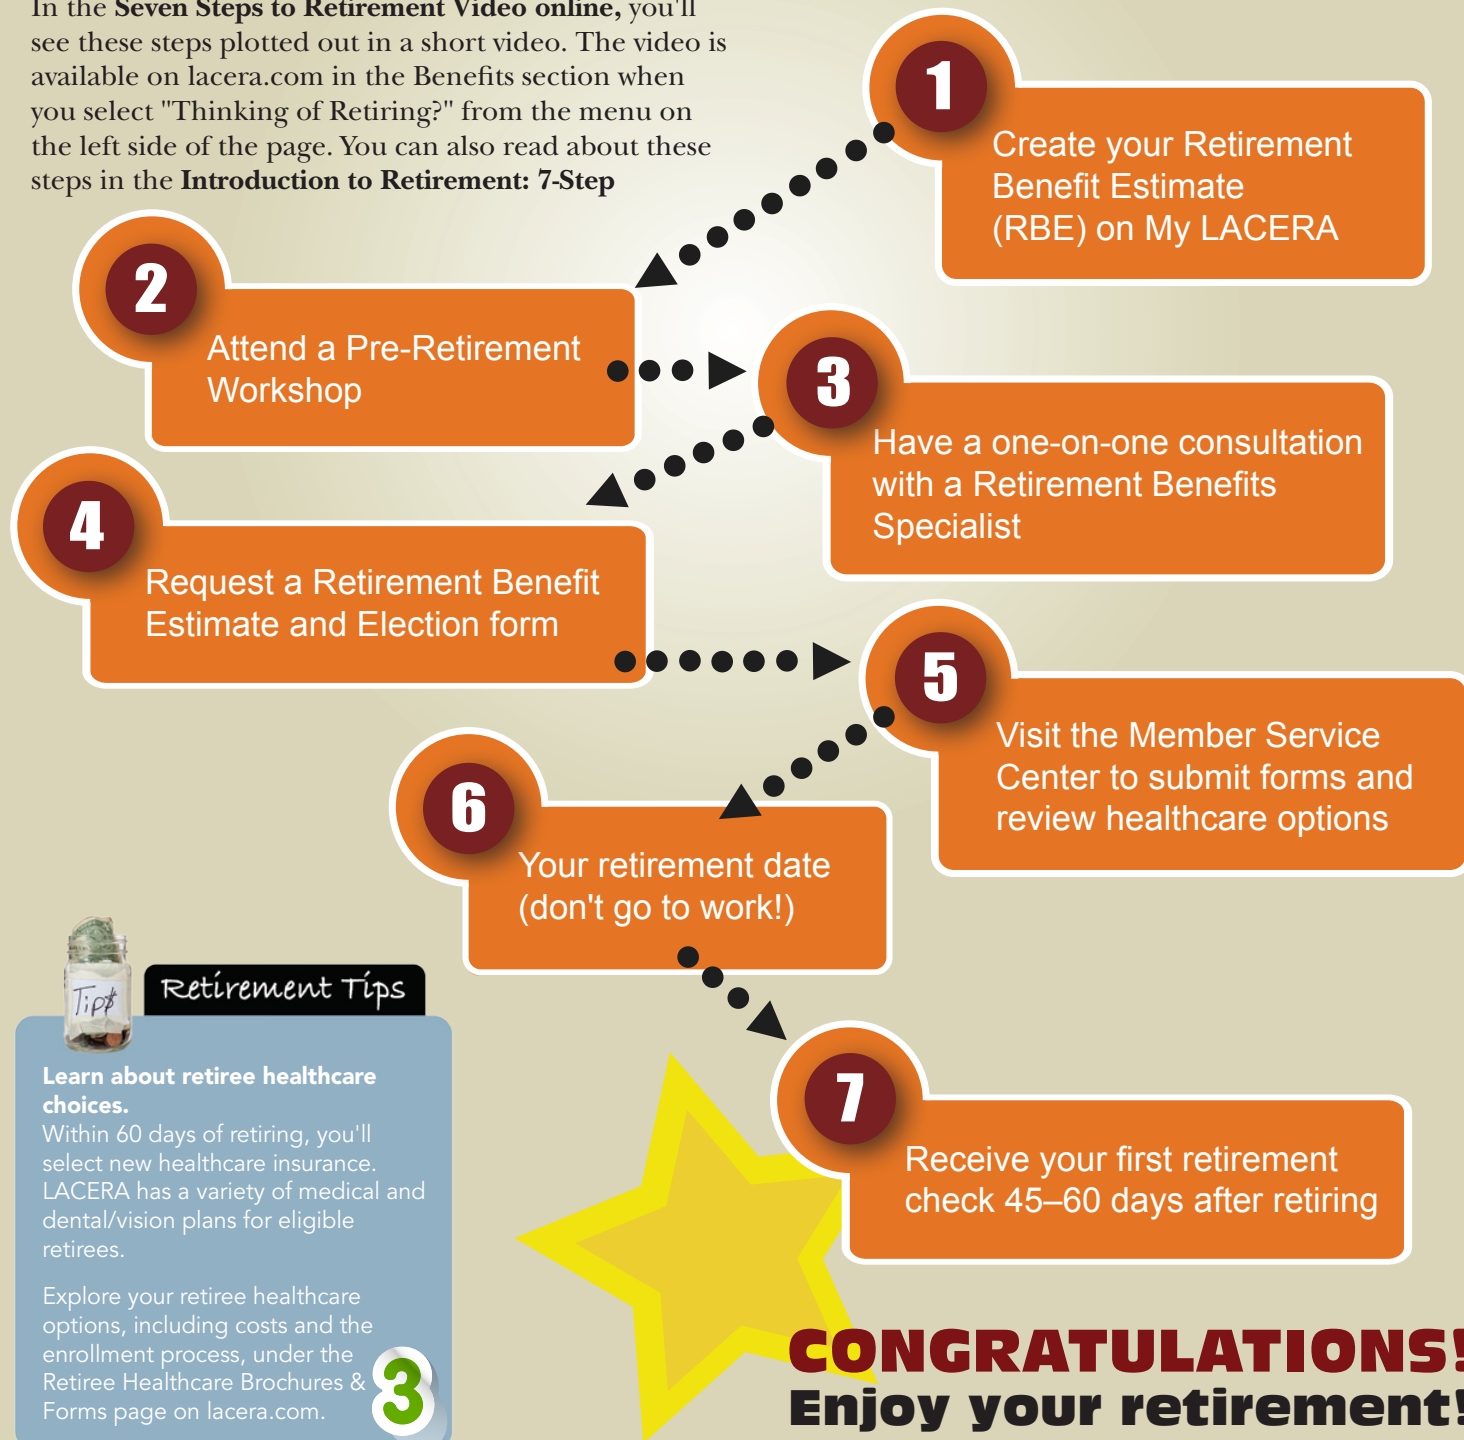 In the Seven Steps to Retirement Video online, you'll
see these steps plotted out in a short video. The video is
available on lacera.com in the Benefits section when
you select "Thinking of Retiring?" from the menu on
the left side of the page. You can also read about these
steps in the Introduction to Retirement: 7-Step
1
Create your Retirement
Benefit Estimate
(RBE) on My LACERA
2
Attend a Pre-Retirement
Workshop
3
Have a one-on-one consultation
with a Retirement Benefits
Specialist
4
Request a Retirement Benefit
Estimate and Election form
5
Visit the Member Service
Center to submit forms and
review healthcare options
6
Your retirement date
(don't go to work!)
7
Receive your first retirement
check 45–60 days after retiring
Tip$
Retirement Tips
Learn about retiree healthcare
choices.
Within 60 days of retiring, you'll
select new healthcare insurance.
LACERA has a variety of medical and
dental/vision plans for eligible
retirees.
Explore your retiree healthcare
options, including costs and the
enrollment process, under the
Retiree Healthcare Brochures &
Forms page on lacera.com.
3
CONGRATULATIONS!
Enjoy your retirement!